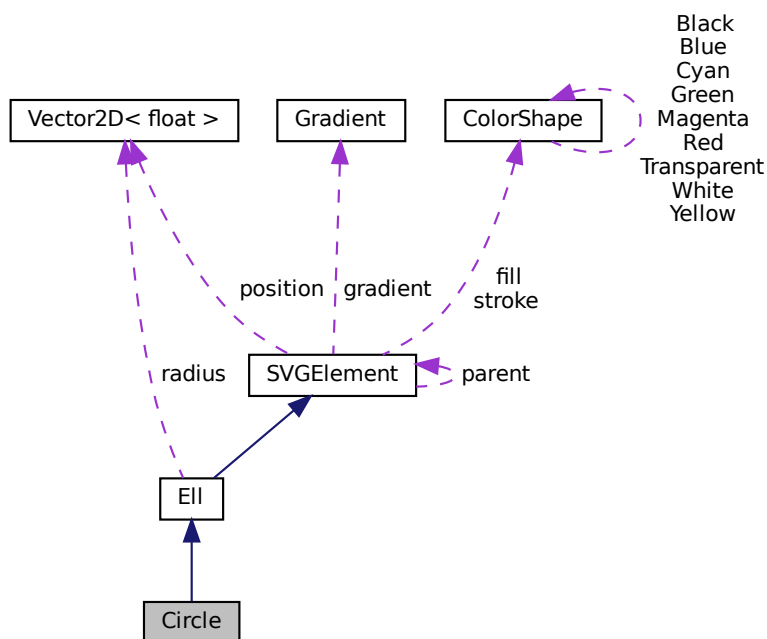 Black
Blue
Cyan
Green
Magenta
Red
Transparent
White
Yellow
Vector2D< float >
Gradient
ColorShape
position
gradient
fill
stroke
radius
SVGElement
parent
Ell
Circle